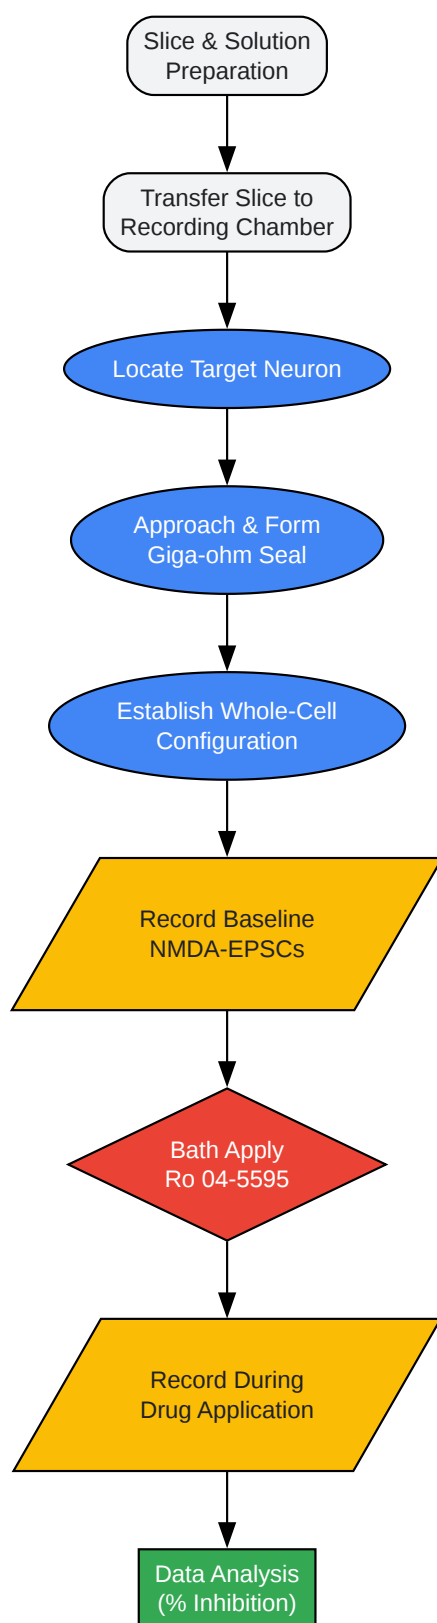 Slice & Solution
Preparation
Transfer Slice to
Recording Chamber
Locate Target Neuron
Approach & Form
Giga-ohm Seal
Establish Whole-Cell
Configuration
Record Baseline
NMDA-EPSCs
Bath Apply
Ro 04-5595
Record During
Drug Application
Data Analysis
(% Inhibition)